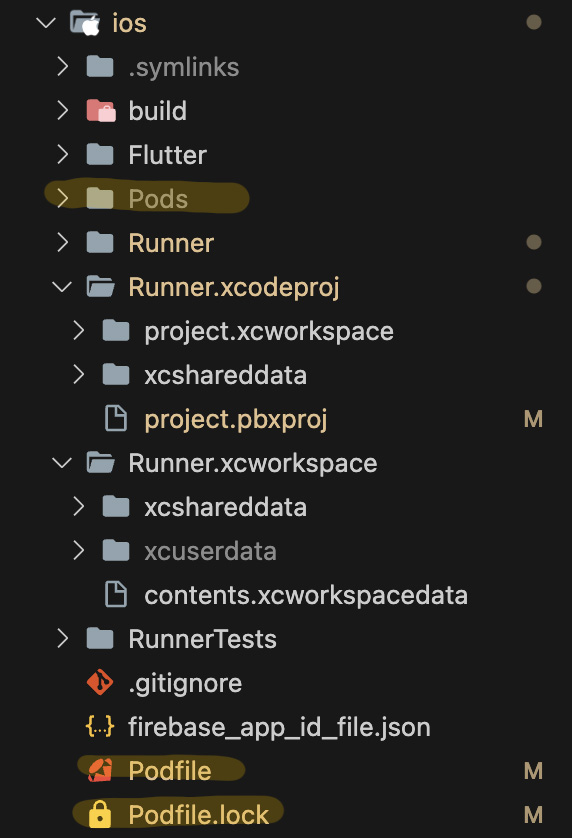 ios
.symlinks
build
Flutter
Pods
Runner
Runner.xcodeproj
project.xcworkspace
xcshareddata
project.pbxproj M
Runner.xcworkspace
xcshareddata
xcuserdata
contents.xcworkspacedata
RunnerTests
.gitignore
firebase_app_id_file.json
Podfile M
Podfile.lock M